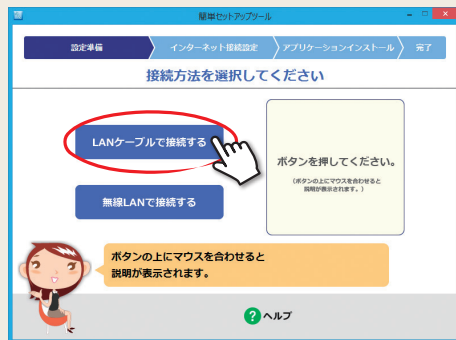 簡単セットアップツール
設定準備
インターネット接続設定
アプリケーションインストール
完了
接続方法を選択してください
LANケーブルで接続する
無線LANで接続する
ボタンを押してください。
(ボタンの上にマウスを合わせると
説明が表示されます。)
ボタンの上にマウスを合わせると
説明が表示されます。
?ヘルプ